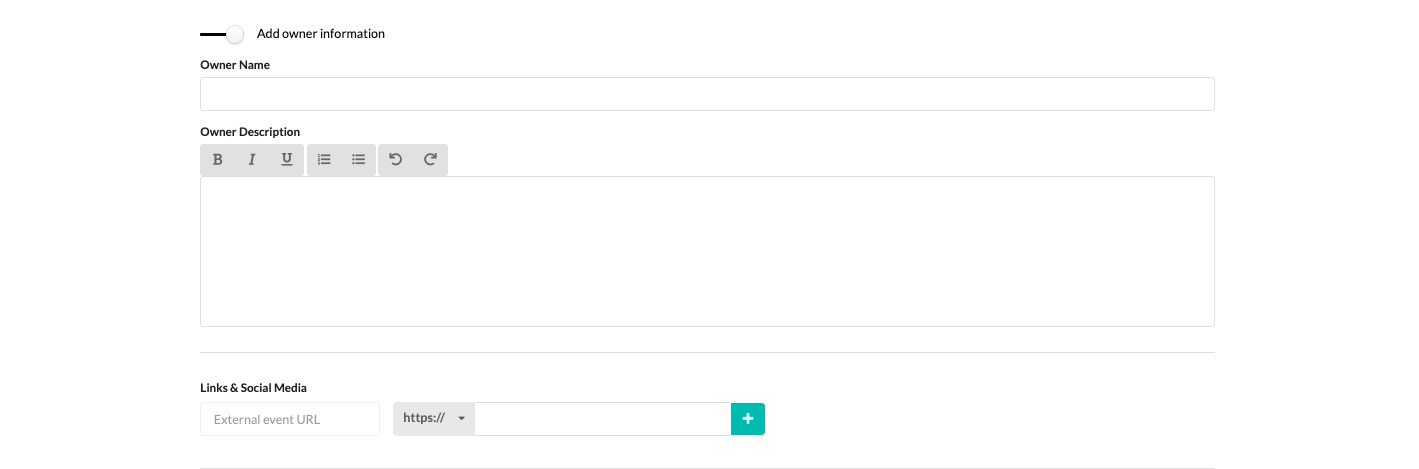 Add owner information
Owner Name
Owner Description
B I U
Links & Social Media
External event URL https://